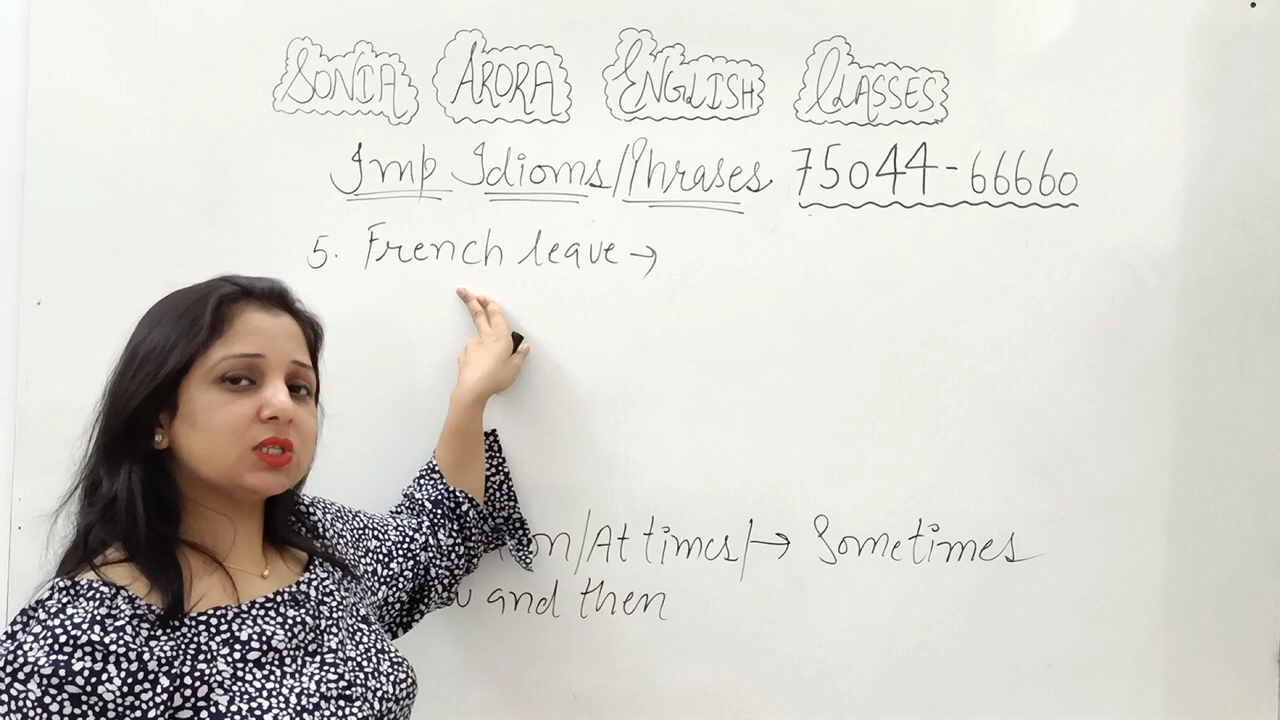 SONIA ARORA ENGLISH CLASSES
Imp Idioms/Phrases 75044-66660
5. French leave →
/At times/→ Sometimes
and then